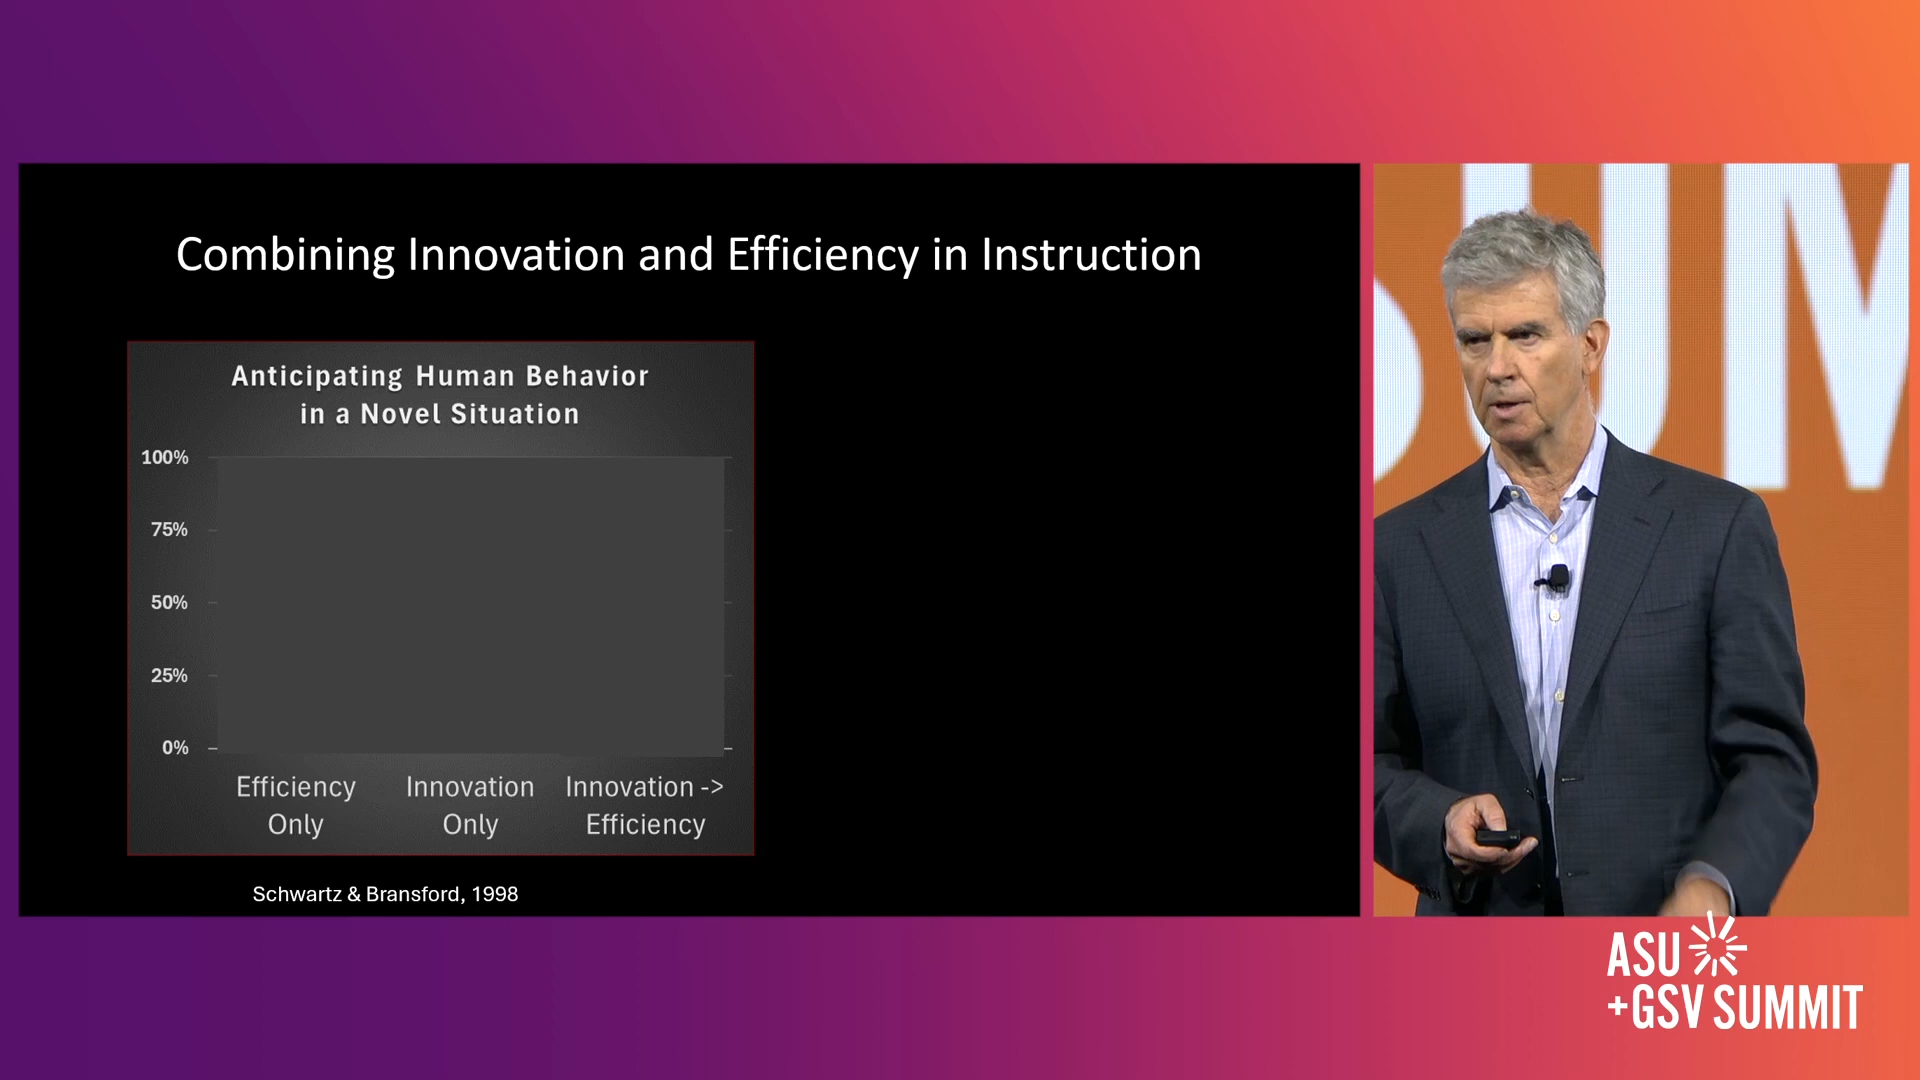 Combining Innovation and Efficiency in Instruction
Anticipating Human Behavior
in a Novel Situation
100%
75%
50%
25%
0%
Efficiency
Only
Innovation
Only
Innovation ->
Efficiency
Schwartz & Bransford, 1998
SUM
ASU
+GSV SUMMIT